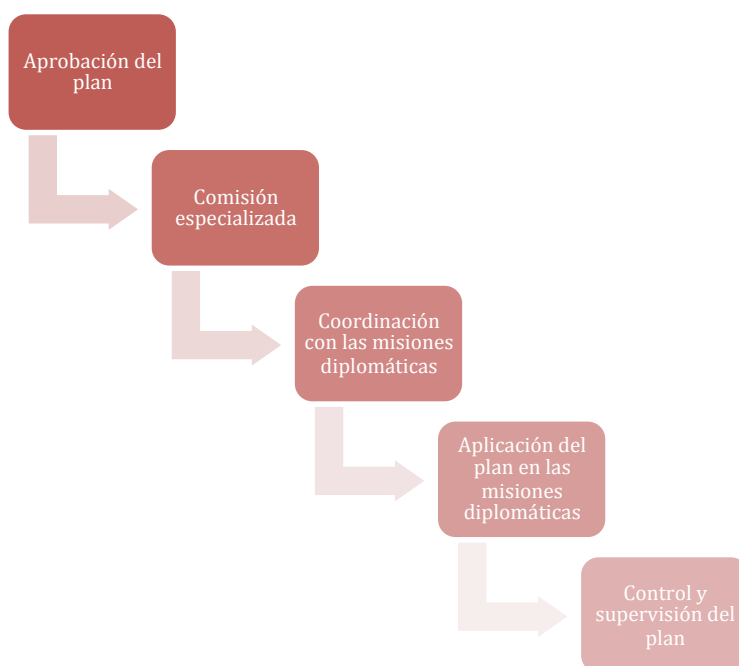 Aprobación del
plan
Comisión
especializada
Coordinación
con las misiones
diplomáticas
Aplicación del
plan en las
misiones
diplomáticas
Control y
supervisión del
plan